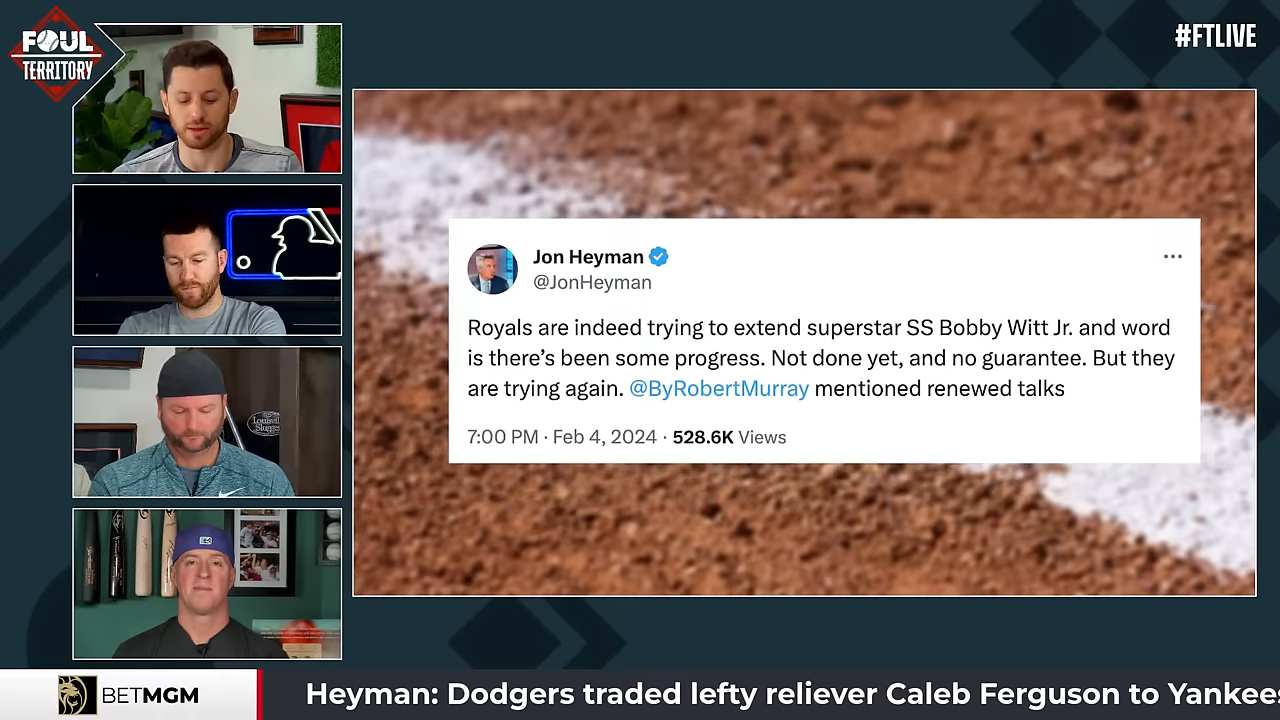 FOUL
TERRITORY
#FTLIVE
Jon Heyman
@JonHeyman
Royals are indeed trying to extend superstar SS Bobby Witt Jr. and word
is there’s been some progress. Not done yet, and no guarantee. But they
are trying again. @ByRobertMurray mentioned renewed talks
7:00 PM · Feb 4, 2024 · 528.6K Views
Louisville
Slugger
BETMGM
Heyman: Dodgers traded lefty reliever Caleb Ferguson to Yankees